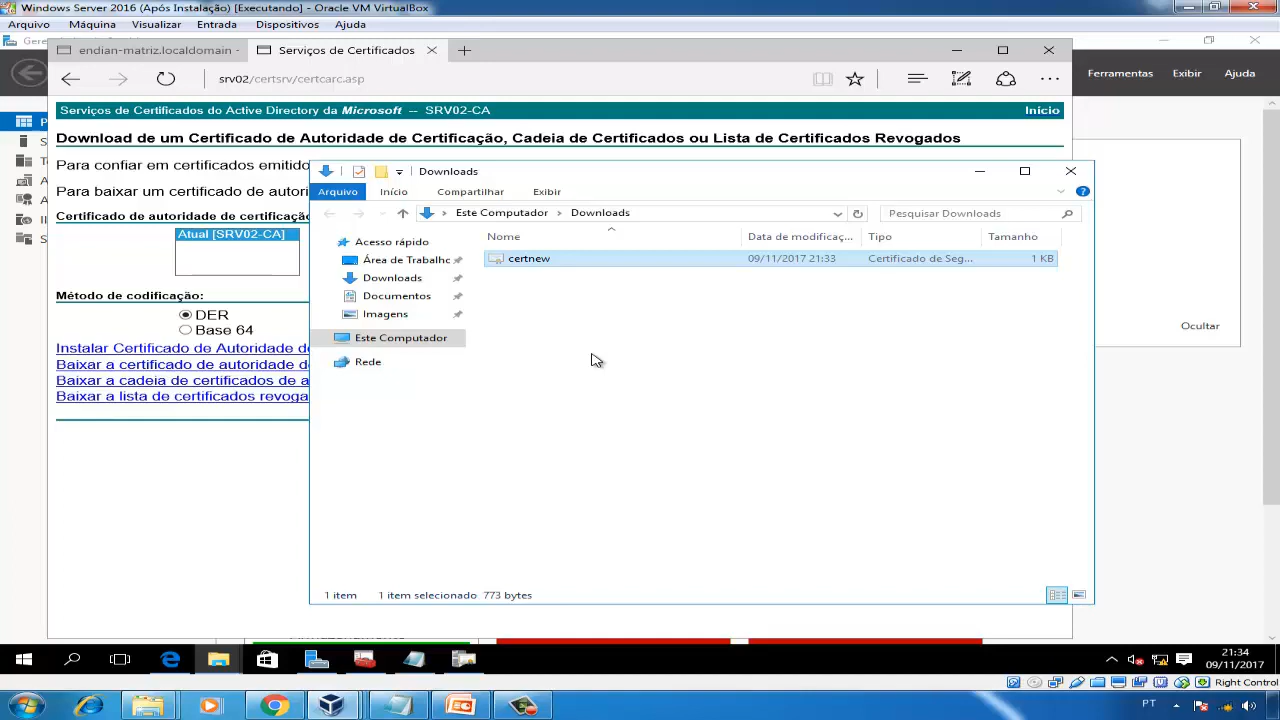 Windows Server 2016 (Após Instalação) [Executando] - Oracle VM VirtualBox
Arquivo Máquina Visualizar Entrada Dispositivos Ajuda
endian-matriz.localdomain - Serviços de Certificados
srv02/certsrv/certcarc.asp
Ferramentas Exibir Ajuda
Serviços de Certificados do Active Directory da Microsoft -- SRV02-CA Início
Download de um Certificado de Autoridade de Certificação, Cadeia de Certificados ou Lista de Certificados Revogados
Para confiar em certificados emitido
Para baixar um certificado de autori
Certificado de autoridade de certificação
Atual [SRV02-CA]
Método de codificação:
DER
Base 64
Instalar Certificado de Autoridade d
Baixar a certificado de autoridade d
Baixar a cadeia de certificados de a
Baixar a lista de certificados revoga
Downloads
Arquivo Início Compartilhar Exibir
Este Computador > Downloads Pesquisar Downloads
Nome Data de modificaç... Tipo Tamanho
certnew 09/11/2017 21:33 Certificado de Seg... 1 KB
Acesso rápido
Área de Trabalhc
Downloads
Documentos
Imagens
Este Computador
Rede
1 item 1 item selecionado 773 bytes
Ocultar
21:34
09/11/2017
Right Control
PT